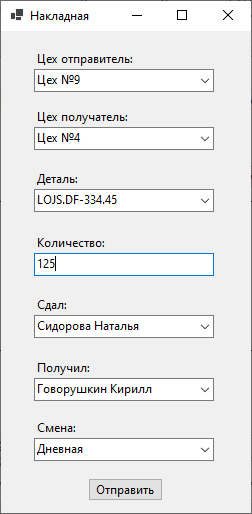 Накладная
Цех отправитель:
Цех №9
Цех получатель:
Цех №4
Деталь:
LOJS.DF-334.45
Количество:
125
Сдал:
Сидорова Наталья
Получил:
Говорушкин Кирилл
Смена:
Дневная
Отправить